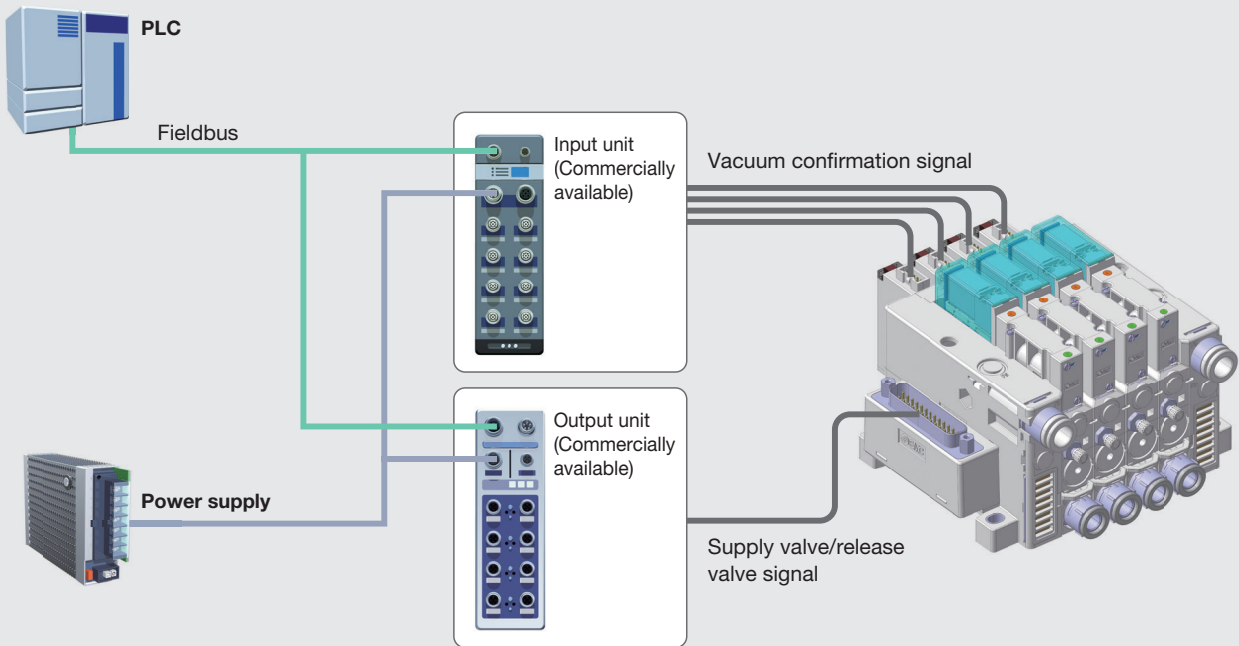 PLC
Fieldbus
Input unit
(Commercially
available)
Vacuum confirmation signal
Output unit
(Commercially
available)
Power supply
Supply valve/release
valve signal